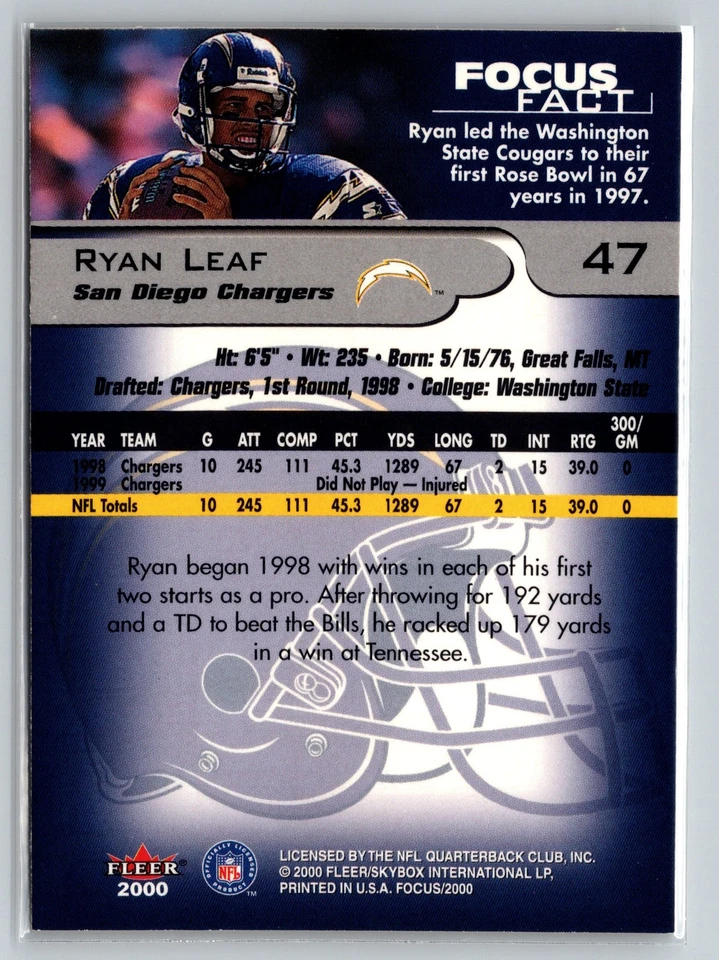 Riddell
FOCUS
FACT
Ryan led the Washington
State Cougars to their
first Rose Bowl in 67
years in 1997.
RYAN LEAF
San Diego Chargers
™
47
Ht: 6'5" • Wt: 235 • Born: 5/15/76, Great Falls, MT
Drafted: Chargers, 1st Round, 1998 • College: Washington State
YEAR TEAM G ATT COMP PCT YDS LONG TD INT RTG 300/GM
1998 Chargers 10 245 111 45.3 1289 67 2 15 39.0 0
1999 Chargers Did Not Play — Injured
NFL Totals 10 245 111 45.3 1289 67 2 15 39.0 0
Ryan began 1998 with wins in each of his first
two starts as a pro. After throwing for 192 yards
and a TD to beat the Bills, he racked up 179 yards
in a win at Tennessee.
FLEER®
2000
OFFICIALLY LICENSED
NFL
PRODUCT
™
LICENSED BY THE NFL QUARTERBACK CLUB, INC.
© 2000 FLEER/SKYBOX INTERNATIONAL LP,
PRINTED IN U.S.A. FOCUS/2000